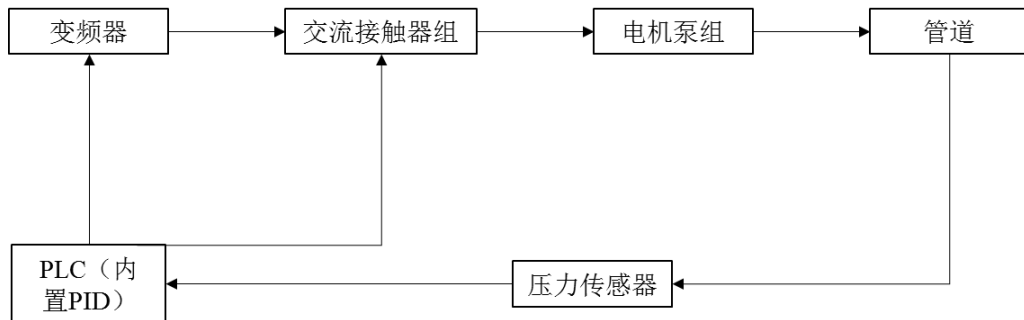 变频器
交流接触器组
电机泵组
管道
PLC（内
置PID）
压力传感器